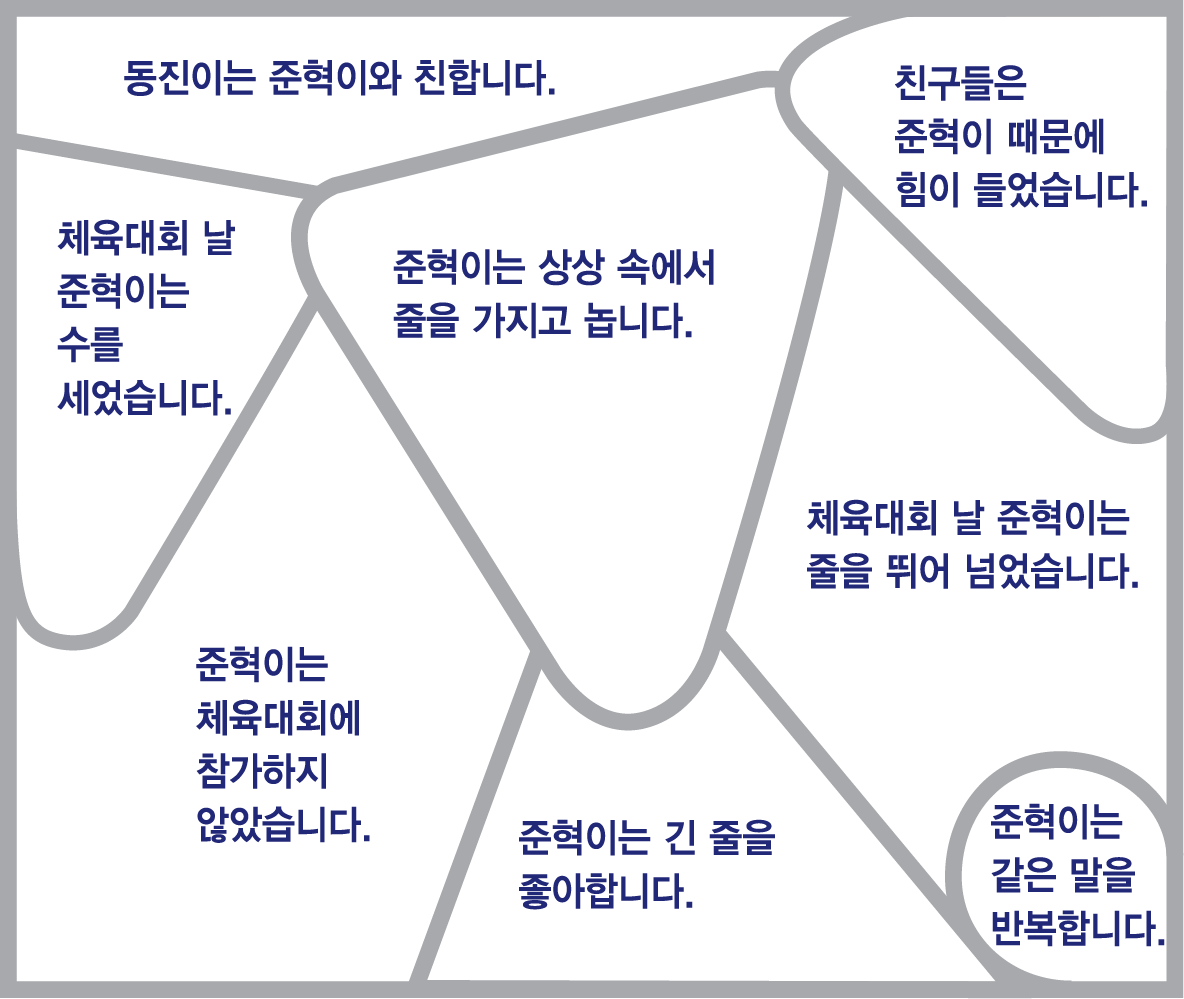 동진이는 준혁이와 친합니다.
친구들은
준혁이 때문에
힘이 들었습니다.
체육대회 날
준혁이는
수를
세었습니다.
준혁이는 상상 속에서
줄을 가지고 놉니다.
체육대회 날 준혁이는
줄을 뛰어 넘었습니다.
준혁이는
체육대회에
참가하지
않았습니다.
준혁이는 긴 줄을
좋아합니다.
준혁이는
같은 말을
반복합니다.